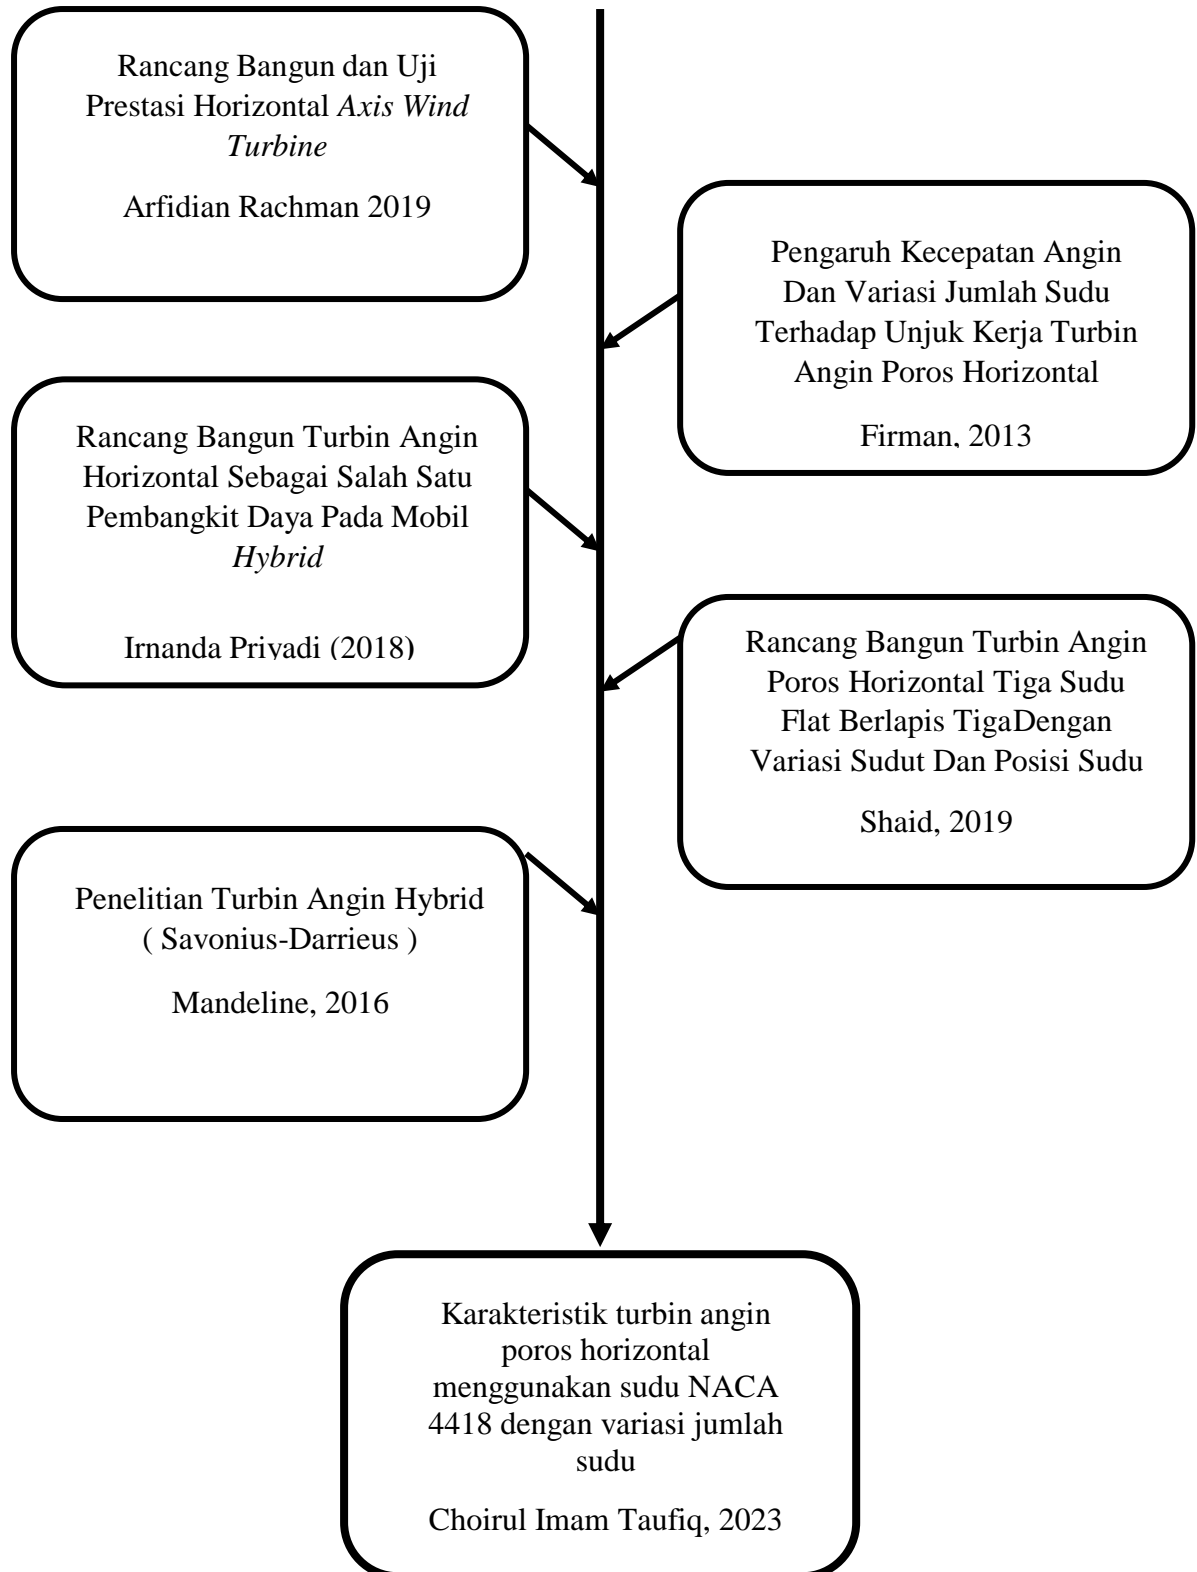 Rancang Bangun dan Uji
Prestasi Horizontal Axis Wind
Turbine
Arfidian Rachman 2019
Pengaruh Kecepatan Angin
Dan Variasi Jumlah Sudu
Terhadap Unjuk Kerja Turbin
Angin Poros Horizontal
Firman, 2013
Rancang Bangun Turbin Angin
Horizontal Sebagai Salah Satu
Pembangkit Daya Pada Mobil
Hybrid
Irnanda Priyadi (2018)
Rancang Bangun Turbin Angin
Poros Horizontal Tiga Sudu
Flat Berlapis TigaDengan
Variasi Sudut Dan Posisi Sudu
Shaid, 2019
Penelitian Turbin Angin Hybrid
( Savonius-Darrieus )
Mandeline, 2016
Karakteristik turbin angin
poros horizontal
menggunakan sudu NACA
4418 dengan variasi jumlah
sudu
Choirul Imam Taufiq, 2023